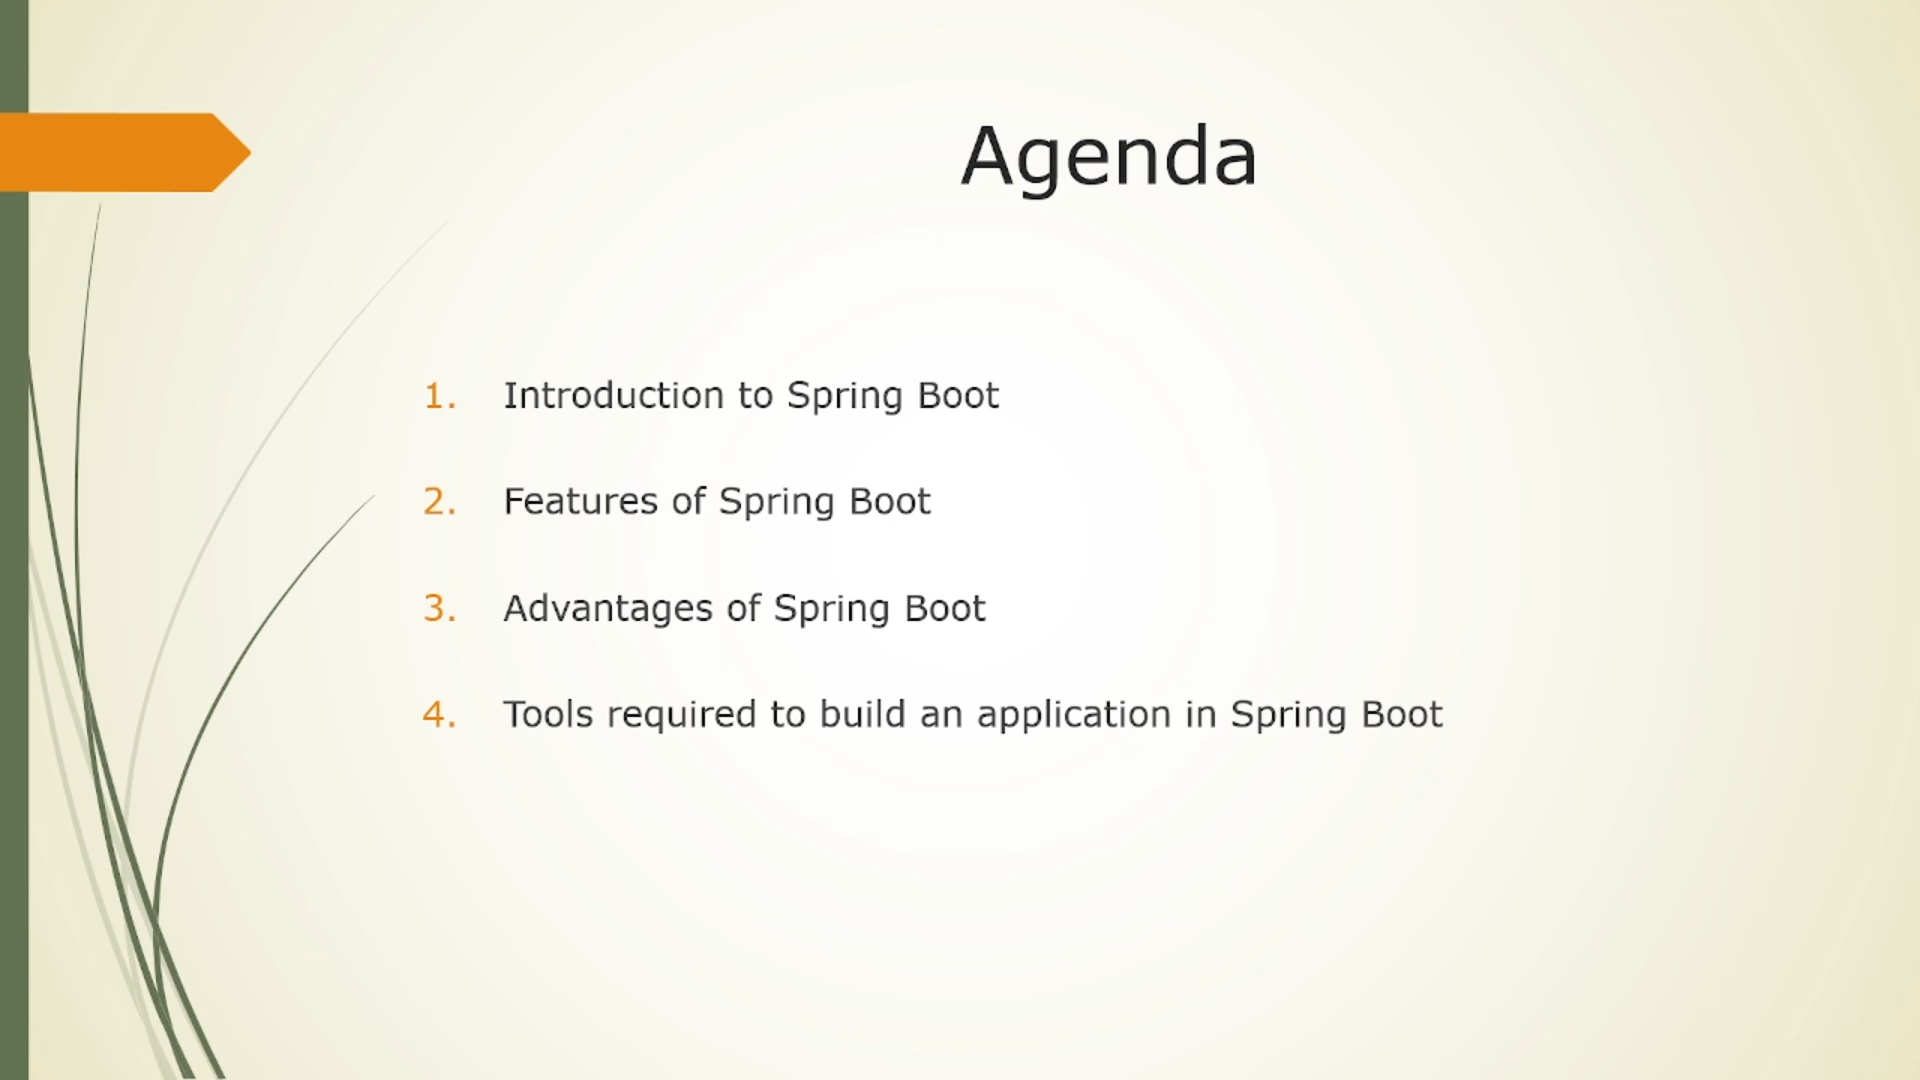 Agenda
1. Introduction to Spring Boot
2. Features of Spring Boot
3. Advantages of Spring Boot
4. Tools required to build an application in Spring Boot